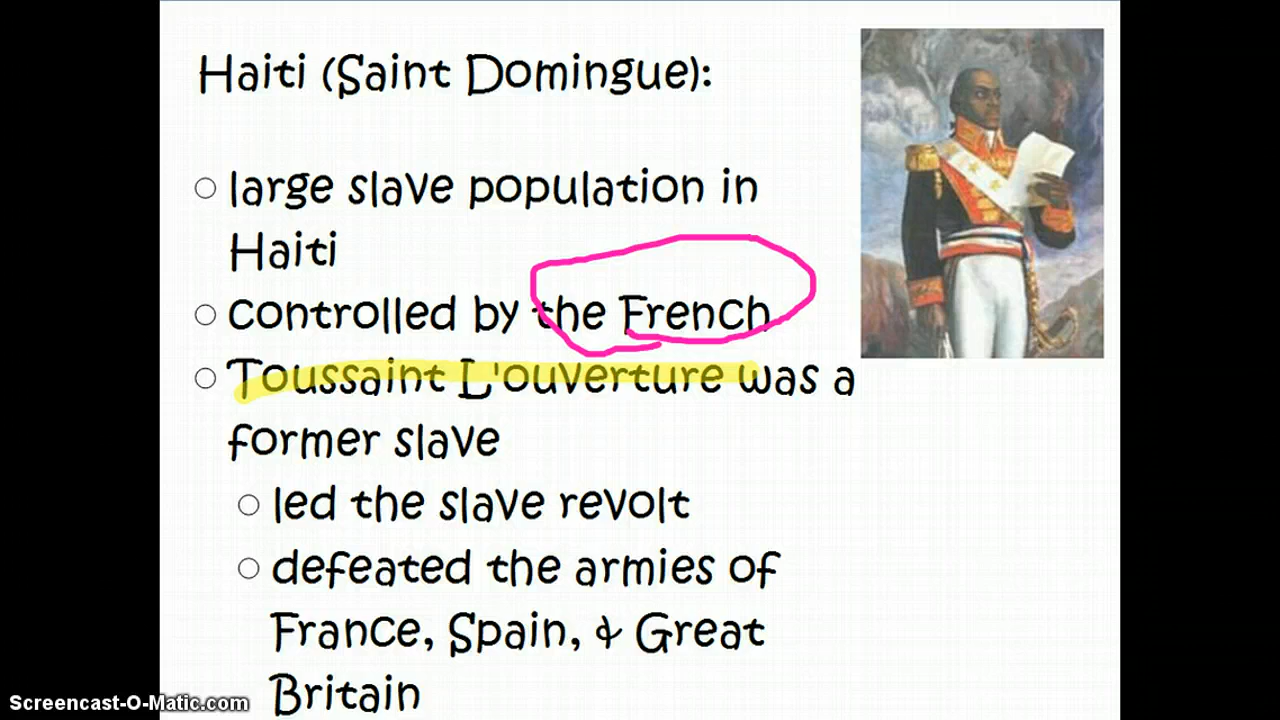 Haiti (Saint Domingue):
○ large slave population in
Haiti
○ controlled by the French
○ Toussaint L'ouverture was a
former slave
○ led the slave revolt
○ defeated the armies of
France, Spain, & Great
Britain
Screencast-O-Matic.com